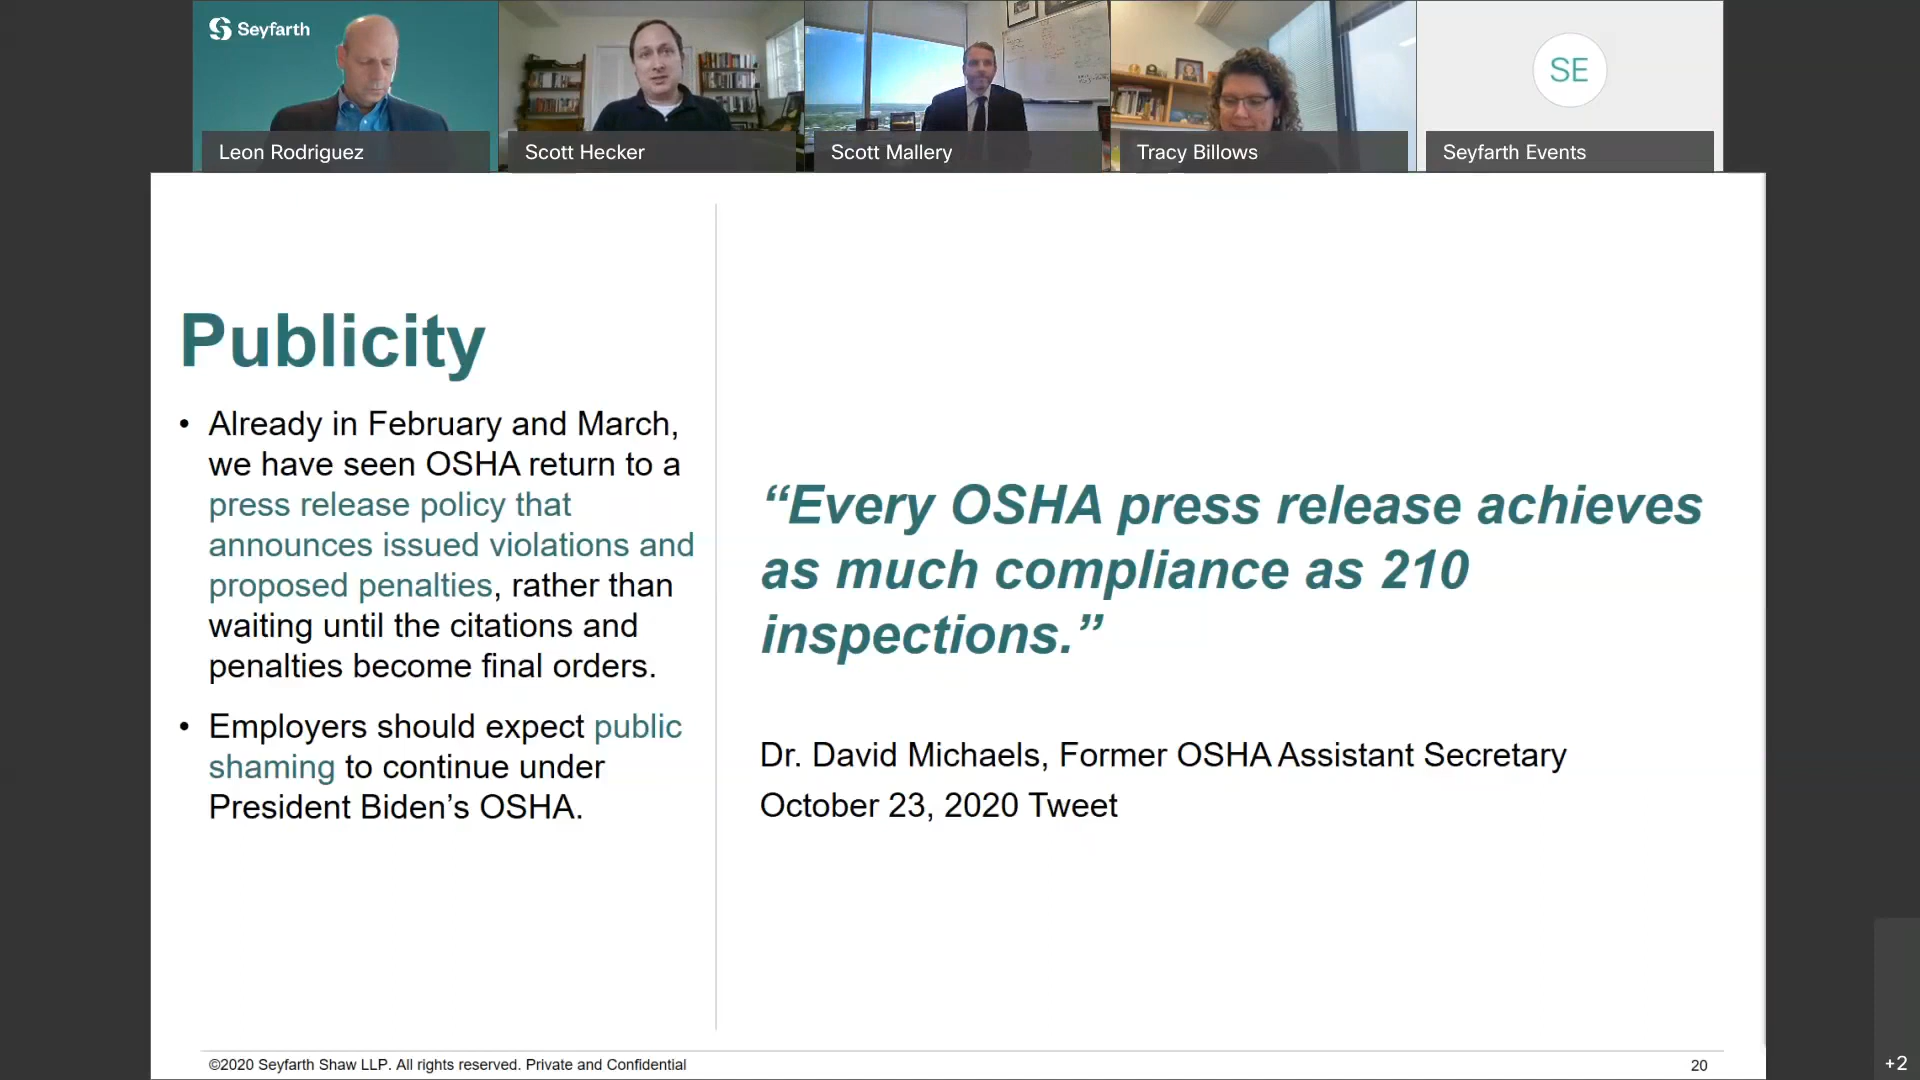 Seyfarth
Leon Rodriguez
Scott Hecker
Scott Mallery
Tracy Billows
SE
Seyfarth Events
Publicity
• Already in February and March,
we have seen OSHA return to a
press release policy that
announces issued violations and
proposed penalties, rather than
waiting until the citations and
penalties become final orders.
• Employers should expect public
shaming to continue under
President Biden’s OSHA.
“Every OSHA press release achieves
as much compliance as 210
inspections.”
Dr. David Michaels, Former OSHA Assistant Secretary
October 23, 2020 Tweet
©2020 Seyfarth Shaw LLP. All rights reserved. Private and Confidential
20
+2